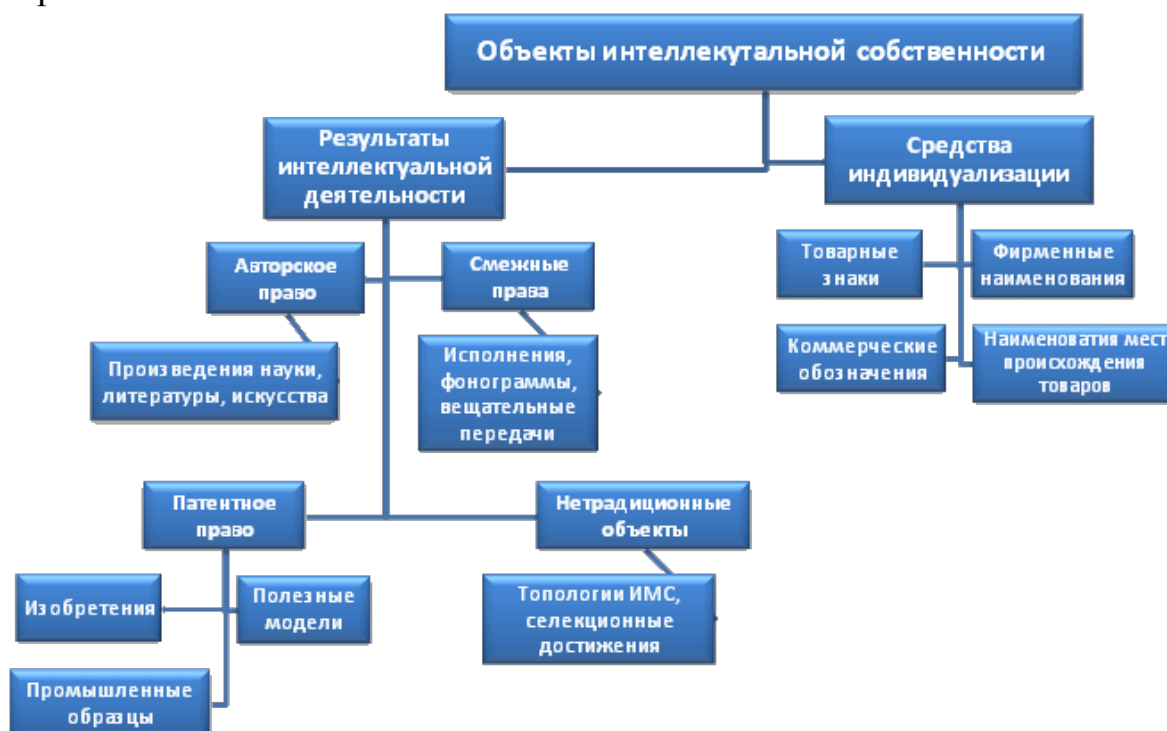 Объекты интеллекутальной собственности
Результаты
интеллектуальной
деятельности
Средства
индивидуализации
Авторское
право
Смежные
права
Товарные
знаки
Фирменные
наименования
Произведения науки,
литературы, искусства
Исполнения,
фонограммы,
вещательные
передачи
Коммерческие
обозначения
Наименоватия мест
происхождения
товаров
Патентное
право
Нетрадиционные
объекты
Изобретения
Полезные
модели
Топологии ИМС,
селекционные
достижения
Промышленные
образцы